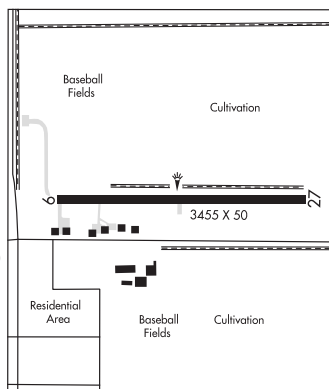 Baseball
Fields
Cultivation
9
27
3455 X 50
Residential
Area
Baseball
Fields
Cultivation